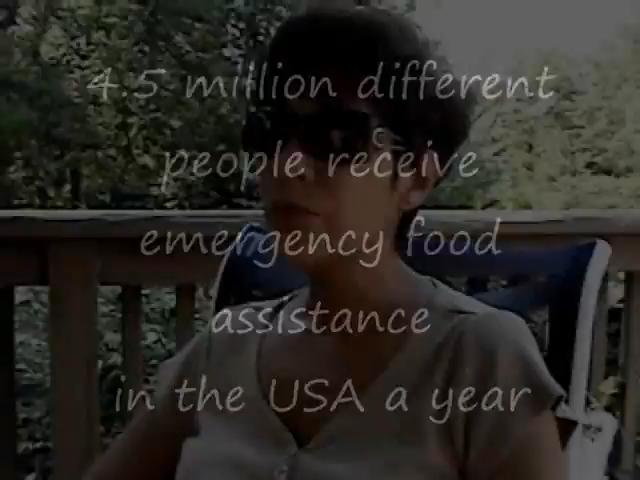 4.5 million different
people receive
emergency food
assistance
in the USA a year